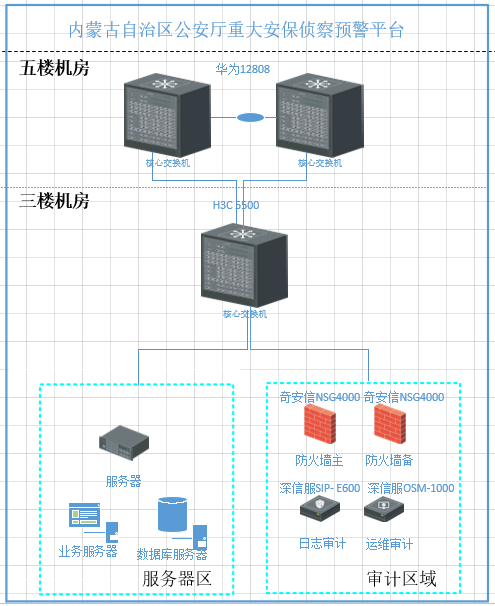 内蒙古自治区公安厅重大安保侦察预警平台
五楼机房
华为12808
核心交换机
核心交换机
三楼机房
H3C 5500
核心交换机
奇安信NSG4000
奇安信NSG4000
防火墙主
防火墙备
服务器
深信服SIP- E600
深信服OSM-1000
日志审计
运维审计
业务服务器
数据库服务器
服务器区
审计区域